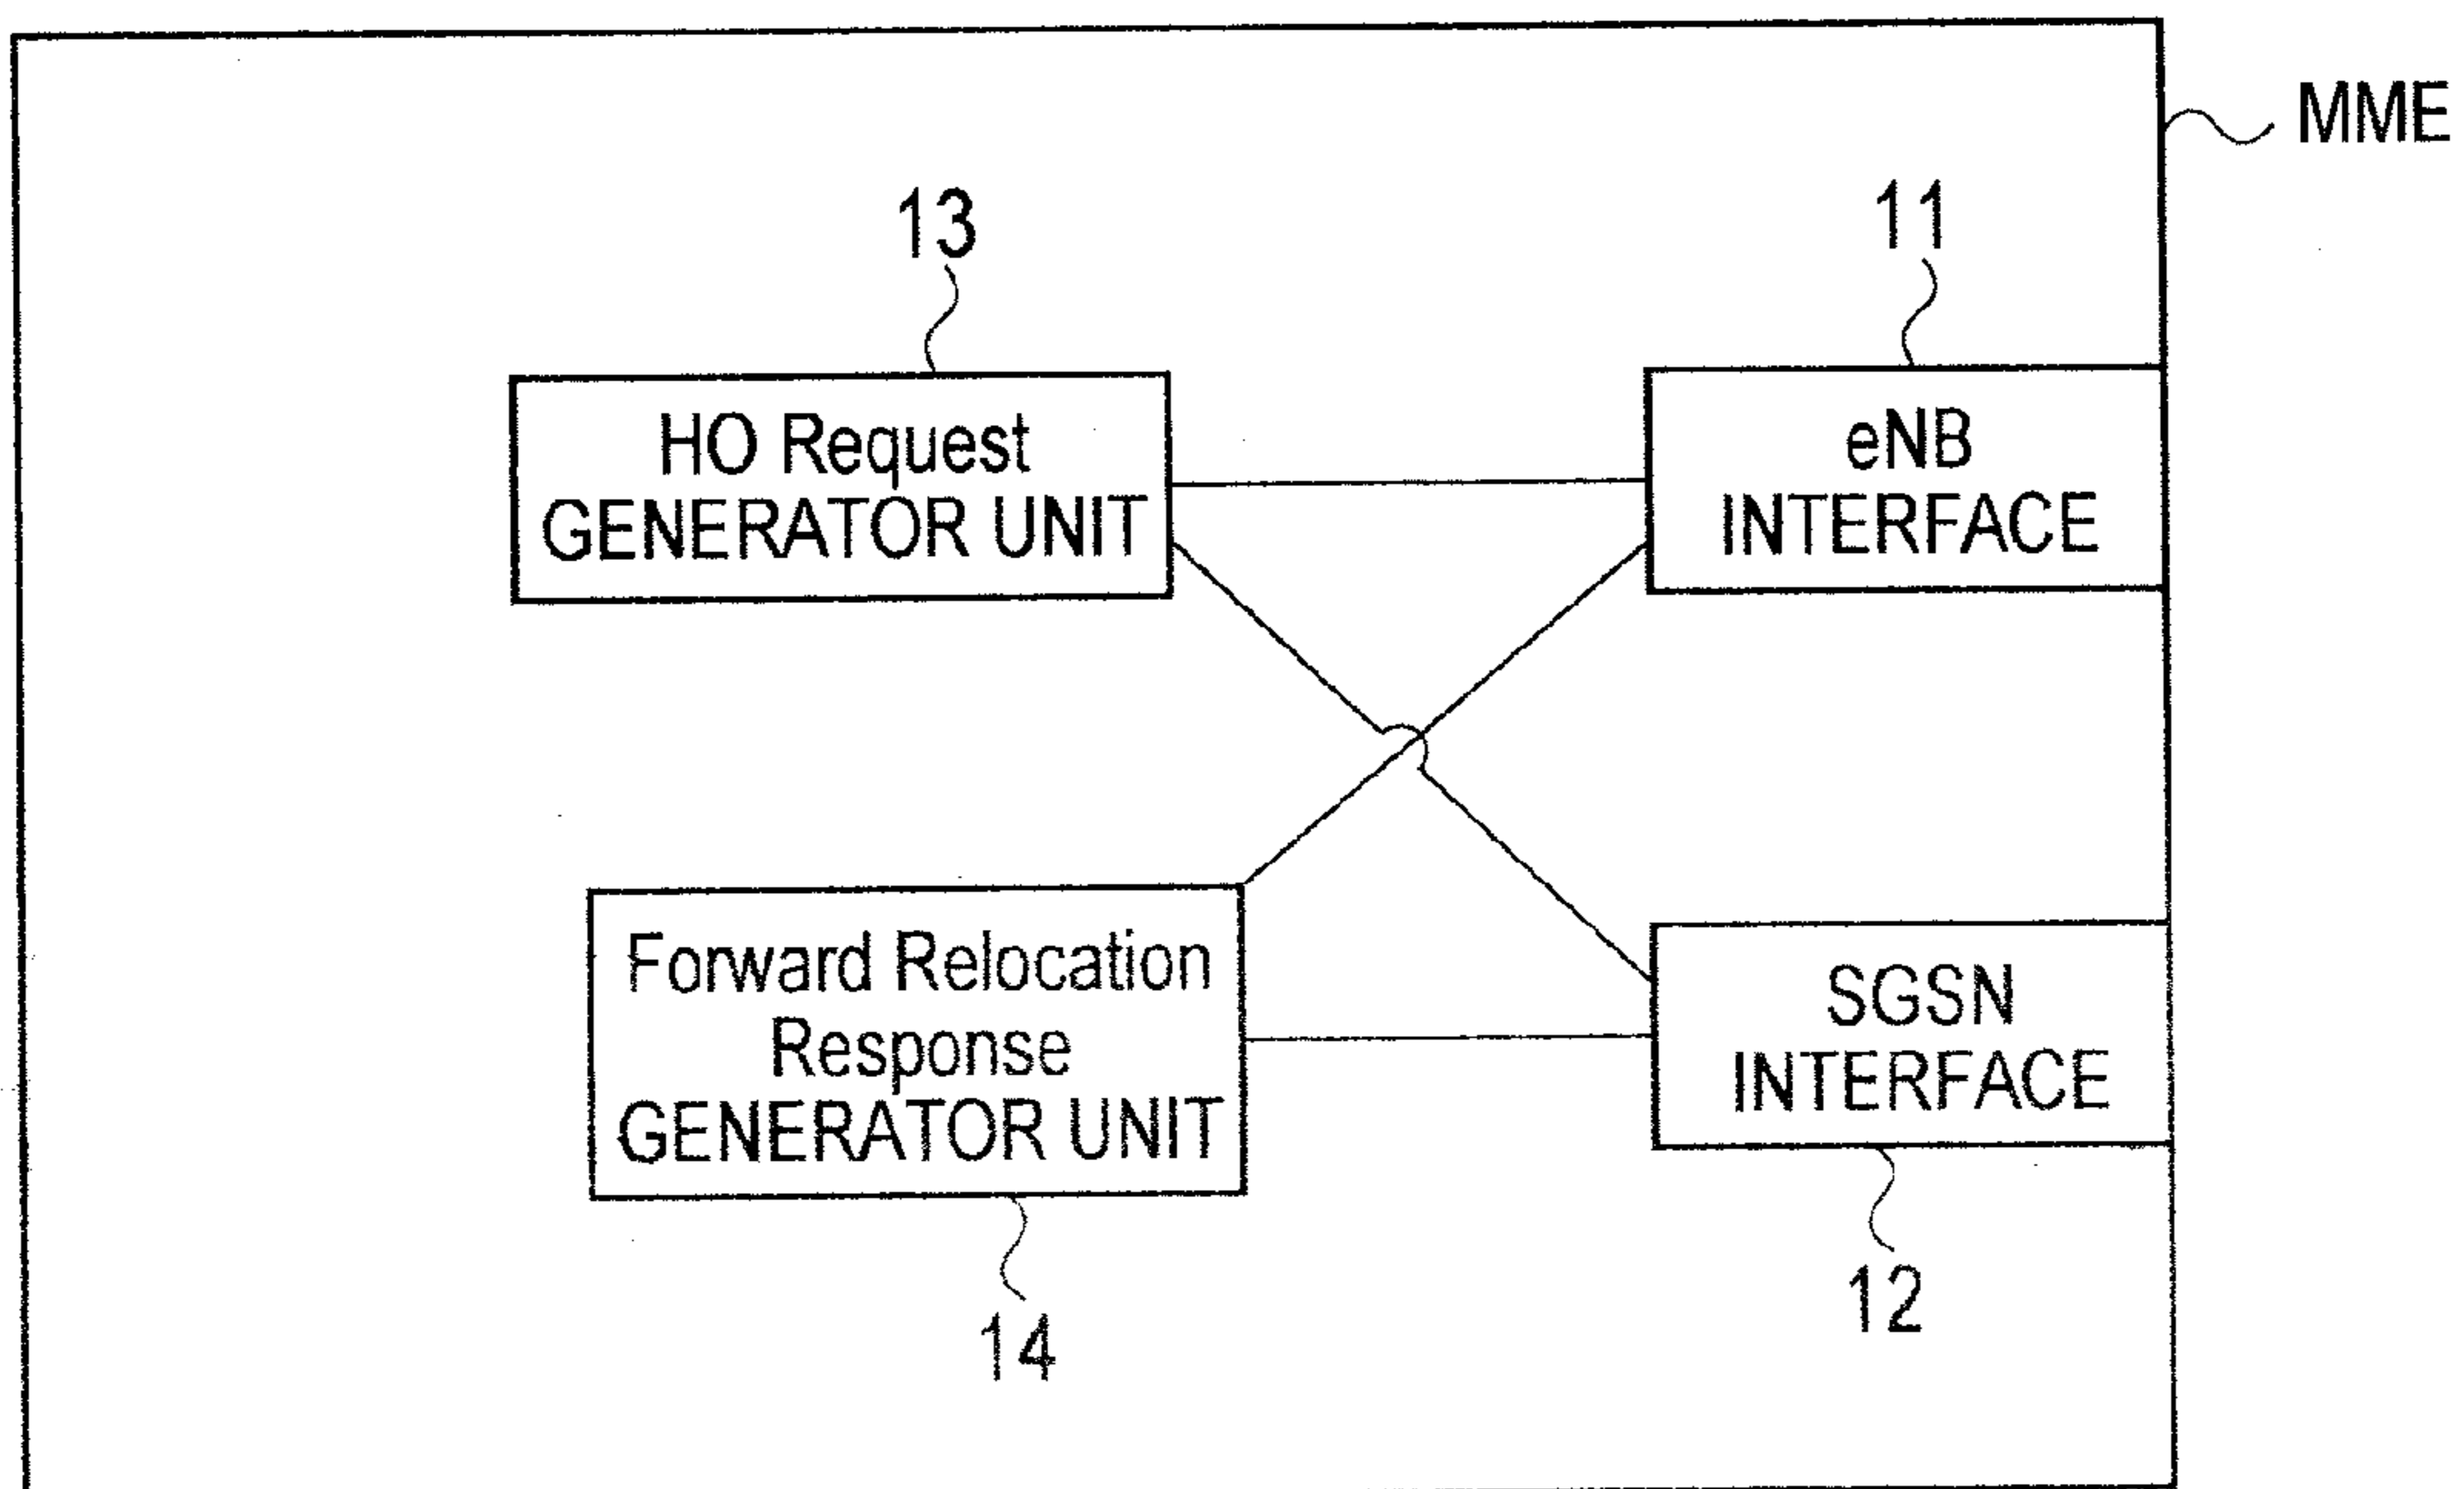 MME
13
11
HO Request
GENERATOR UNIT
eNB
INTERFACE
Forward Relocation
Response
GENERATOR UNIT
SGSN
INTERFACE
14
12